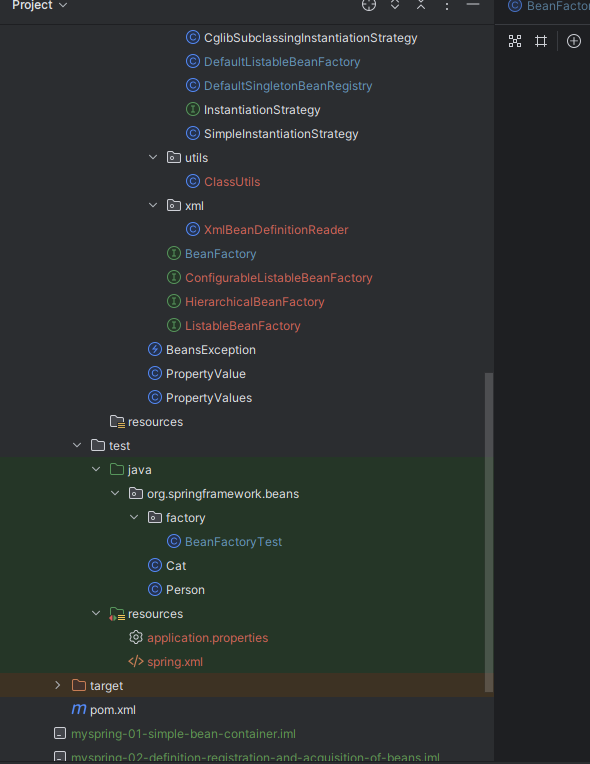 Project
BeanFactor
CglibSubclassingInstantiationStrategy
DefaultListableBeanFactory
DefaultSingletonBeanRegistry
InstantiationStrategy
SimpleInstantiationStrategy
utils
ClassUtils
xml
XmlBeanDefinitionReader
BeanFactory
ConfigurableListableBeanFactory
HierarchicalBeanFactory
ListableBeanFactory
BeansException
PropertyValue
PropertyValues
resources
test
java
org.springframework.beans
factory
BeanFactoryTest
Cat
Person
resources
application.properties
spring.xml
target
pom.xml
myspring-01-simple-bean-container.iml
myspring-02-definition-registration-and-acquisition-of-beans.iml